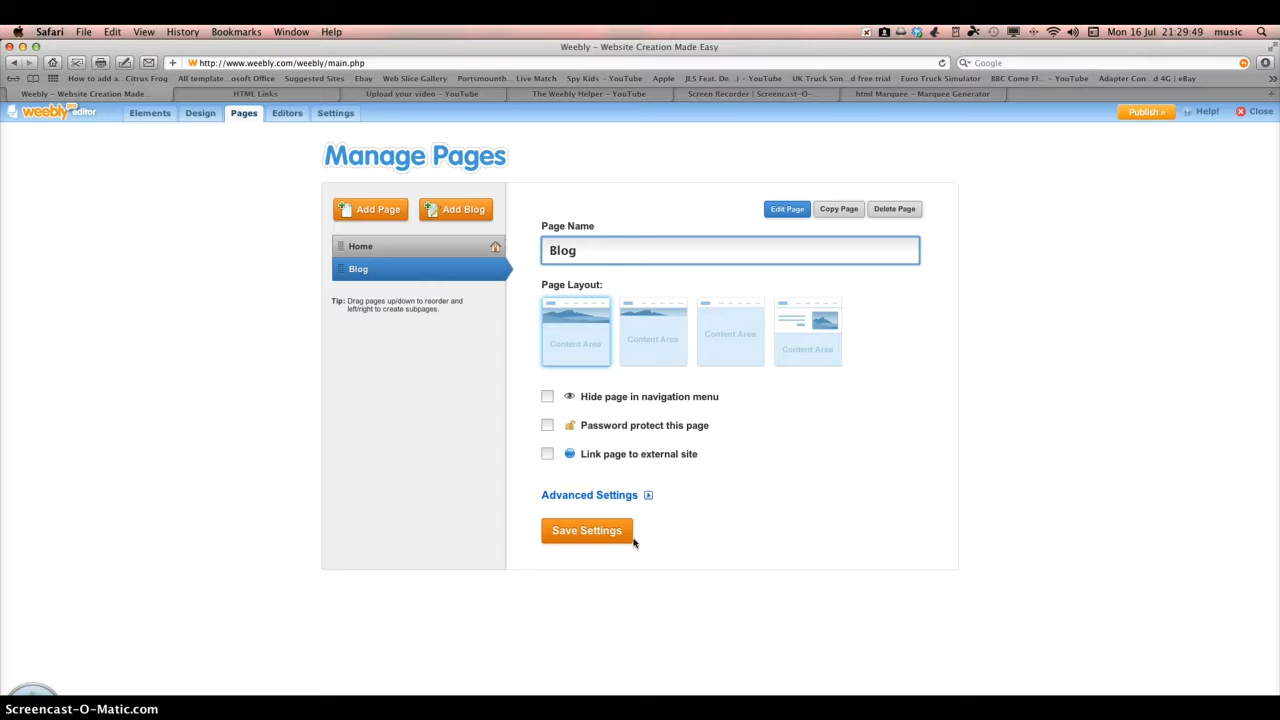 Safari File Edit View History Bookmarks Window Help Mon 16 Jul 21:29:49 music
Weebly – Website Creation Made Easy
http://www.weebly.com/weebly/main.php Google
How to add a...Citrus Frog All template...osoft Office Suggested Sites Ebay Web Slice Gallery Portsmouth... Live Match Spy Kids – YouTube Apple JLS Feat. De...) – YouTube UK Truck Sim...d free trial Euro Truck Simulator BBC Come Fl... – YouTube Adapter Con...d 4G | eBay
Weebly – Website Creation Made... HTML Links Upload your video – YouTube The Weebly Helper – YouTube Screen Recorder | Screencast-O-... html Marquee – Marquee Generator
weebly pro editor Elements Design Pages Editors Settings Publish » Help! Close
Manage Pages
Add Page Add Blog
Edit Page Copy Page Delete Page
Page Name
Home
Blog
Blog
Tip: Drag pages up/down to reorder and
left/right to create subpages.
Page Layout:
Content Area Content Area Content Area Content Area
Hide page in navigation menu
Password protect this page
Link page to external site
Advanced Settings
Save Settings
Screencast-O-Matic.com